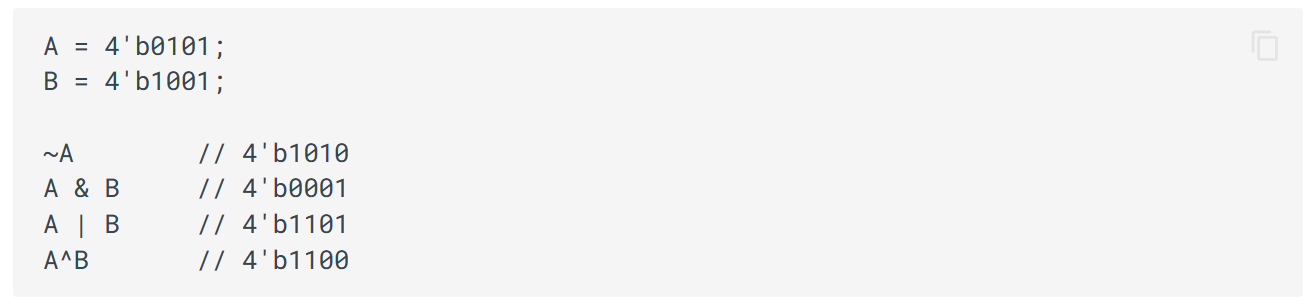 A = 4'b0101;
B = 4'b1001;
~A        // 4'b1010
A & B     // 4'b0001
A | B     // 4'b1101
A^B       // 4'b1100